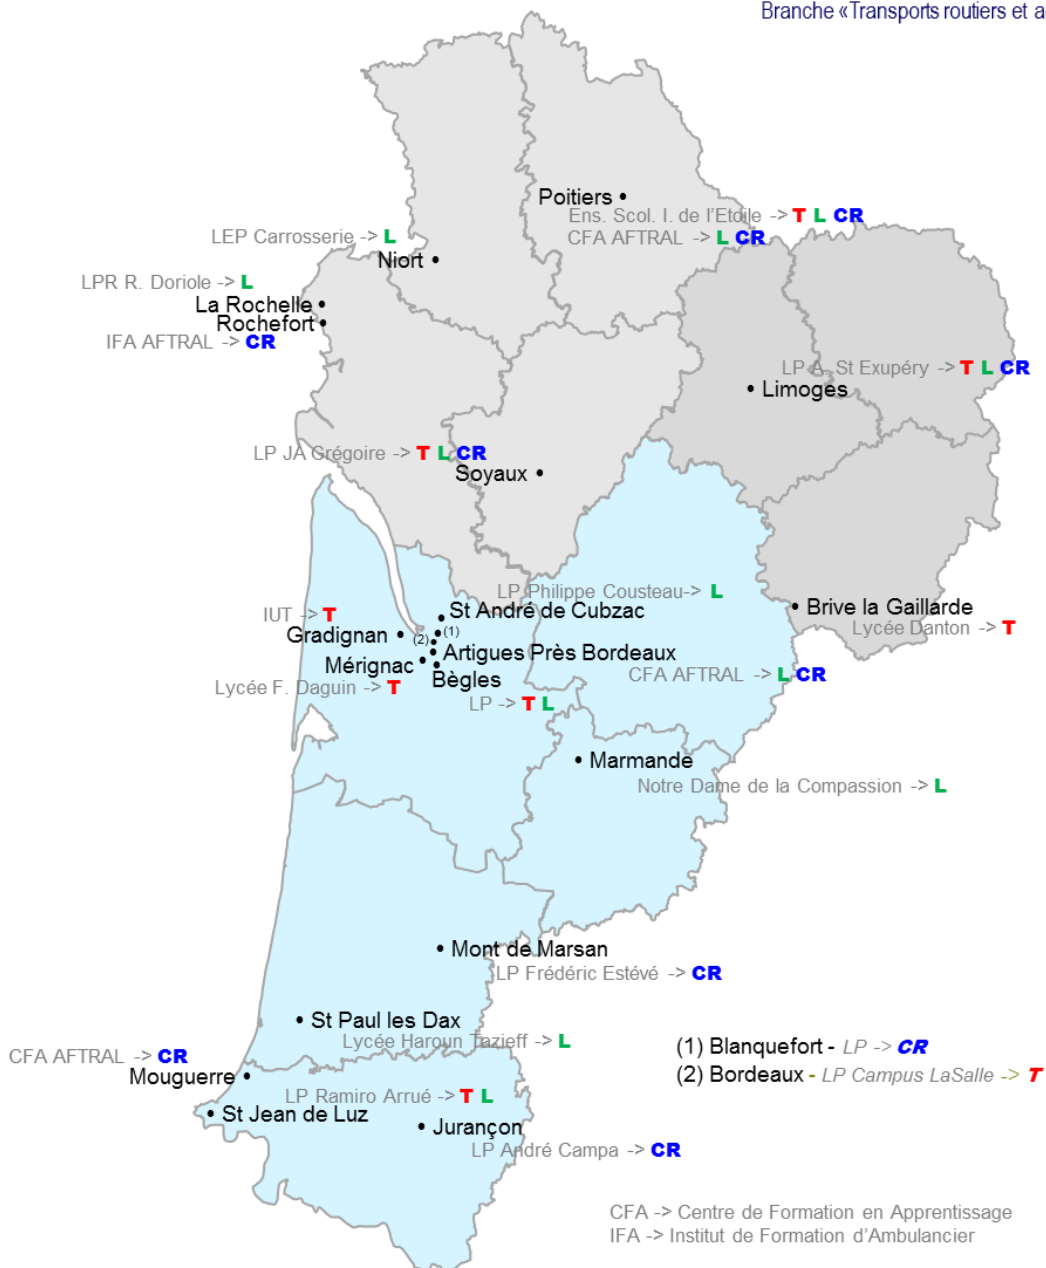 Branche «Transports routiers et a
Poitiers
Ens. Scol. I. de l'Etoile -> T L CR
LEP Carrosserie -> L
CFA AFTRAL -> L CR
Niort
LPR R. Doriole -> L
La Rochelle
Rochefort
IFA AFTRAL -> CR
LP A. St Exupéry -> T L CR
Limoges
LP JA Grégoire -> T L CR
Soyaux
LP Philippe Cousteau-> L
St André de Cubzac
Brive la Gaillarde
Lycée Danton -> T
IUT -> T
Gradignan
(2) (1)
Artigues Près Bordeaux
Mérignac
Bègles
CFA AFTRAL -> L CR
Lycée F. Daguin -> T
LP -> T L
Marmande
Notre Dame de la Compassion -> L
Mont de Marsan
LP Frédéric Estévé -> CR
St Paul les Dax
Lycée Haroun Tazieff -> L
(1) Blanquefort - LP -> CR
(2) Bordeaux - LP Campus LaSalle -> T
CFA AFTRAL -> CR
Mouguerre
LP Ramiro Arrué -> T L
St Jean de Luz
Jurançon
LP André Campa -> CR
CFA -> Centre de Formation en Apprentissage
IFA -> Institut de Formation d'Ambulancier